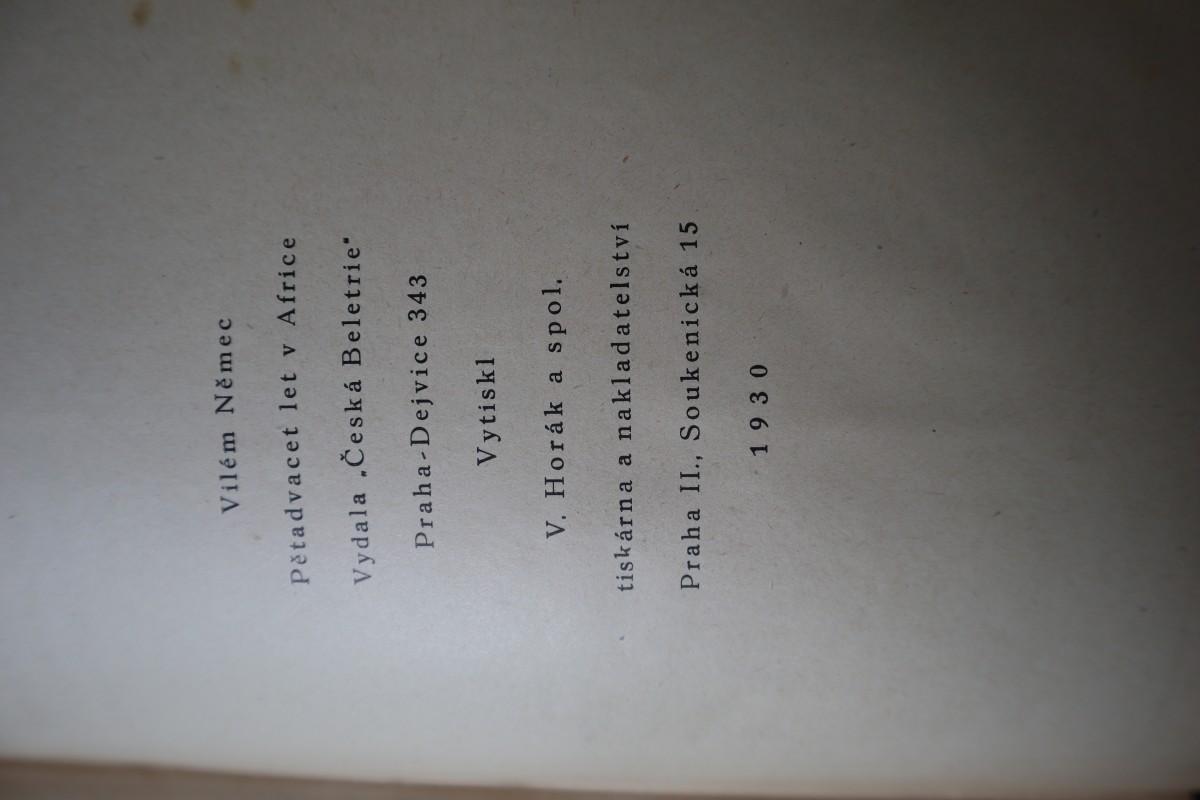 Vilém Němec
Pětadvacet let v Africe
Vydala „Česká Beletrie"
Praha-Dejvice 343
Vytiskl
V. Horák a spol.
tiskárna a nakladatelství
Praha II., Soukenická 15
1930